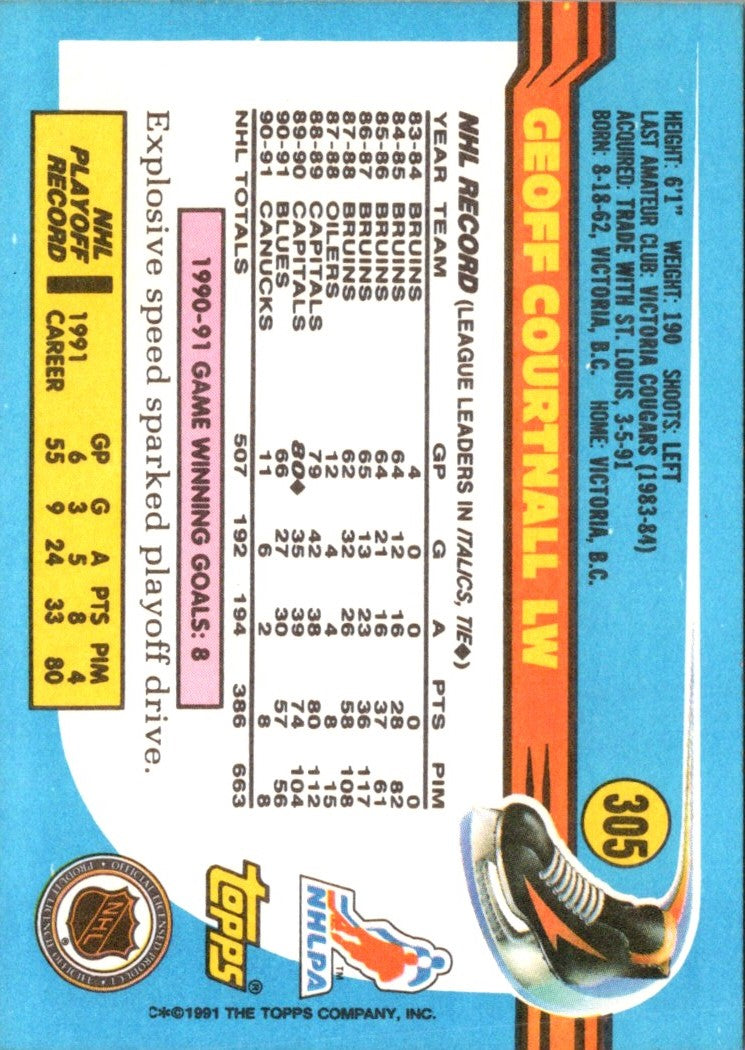 305
HEIGHT: 6'1" WEIGHT: 190 SHOOTS: LEFT
LAST AMATEUR CLUB: VICTORIA COUGARS (1983-84)
ACQUIRED: TRADE WITH ST. LOUIS, 3-5-91
BORN: 8-18-62, VICTORIA, B.C. HOME: VICTORIA, B.C.
GEOFF COURTNALL LW
NHL RECORD (LEAGUE LEADERS IN ITALICS, TIE◆)
YEAR TEAM GP G A PTS PIM
83-84 BRUINS 4 0 0 0 0
84-85 BRUINS 64 12 16 28 82
85-86 BRUINS 64 21 16 37 61
86-87 BRUINS 65 13 23 36 117
87-88 BRUINS 62 32 26 58 108
87-88 OILERS 12 4 4 8 15
88-89 CAPITALS 79 42 38 80 112
89-90 CAPITALS 80◆ 35 39 74 104
90-91 BLUES 66 27 30 57 56
90-91 CANUCKS 11 6 2 8 8
NHL TOTALS 507 192 194 386 663
1990-91 GAME WINNING GOALS: 8
Explosive speed sparked playoff drive.
NHL PLAYOFF RECORD
GP G A PTS PIM
1991 6 3 5 8 4
CAREER 55 9 24 33 80
NHLPA™
TOPPS®
NHL ®
OFFICIAL LICENSED PRODUCT • PRODUIT LICENCIÉ OFFICIEL •
C✱©1991 THE TOPPS COMPANY, INC.